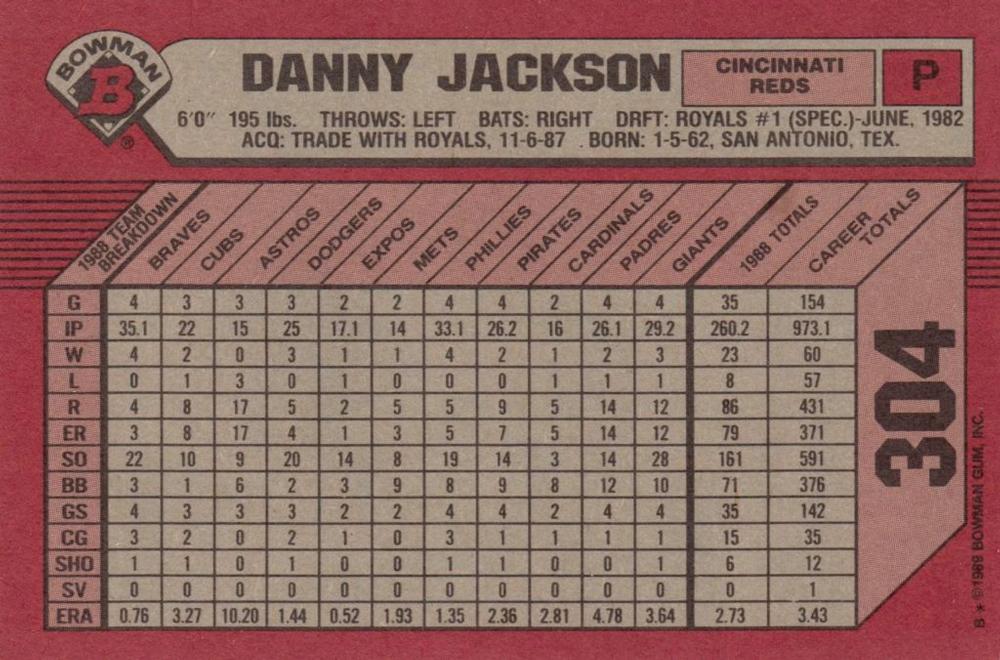 BOWMAN
B
®
DANNY JACKSON
CINCINNATI
REDS
P
6'0" 195 lbs. THROWS: LEFT BATS: RIGHT DRFT: ROYALS #1 (SPEC.)-JUNE, 1982
ACQ: TRADE WITH ROYALS, 11-6-87 . BORN: 1-5-62, SAN ANTONIO, TEX.
1988 TEAM
BREAKDOWN
BRAVES
CUBS
ASTROS
DODGERS
EXPOS
METS
PHILLIES
PIRATES
CARDINALS
PADRES
GIANTS
1988 TOTALS
CAREER
TOTALS
G 4 3 3 3 2 2 4 4 2 4 4 35 154
IP 35.1 22 15 25 17.1 14 33.1 26.2 16 26.1 29.2 260.2 973.1
W 4 2 0 3 1 1 4 2 1 2 3 23 60
L 0 1 3 0 1 0 0 0 1 1 1 8 57
R 4 8 17 5 2 5 5 9 5 14 12 86 431
ER 3 8 17 4 1 3 5 7 5 14 12 79 371
SO 22 10 9 20 14 8 19 14 3 14 28 161 591
BB 3 1 6 2 3 9 8 9 8 12 10 71 376
GS 4 3 3 3 2 2 4 4 2 4 4 35 142
CG 3 2 0 2 1 0 3 1 1 1 1 15 35
SHO 1 1 0 1 0 0 1 1 0 0 1 6 12
SV 0 0 0 0 0 0 0 0 0 0 0 0 1
ERA 0.76 3.27 10.20 1.44 0.52 1.93 1.35 2.36 2.81 4.78 3.64 2.73 3.43
304
B * ©1989 BOWMAN GUM, INC.